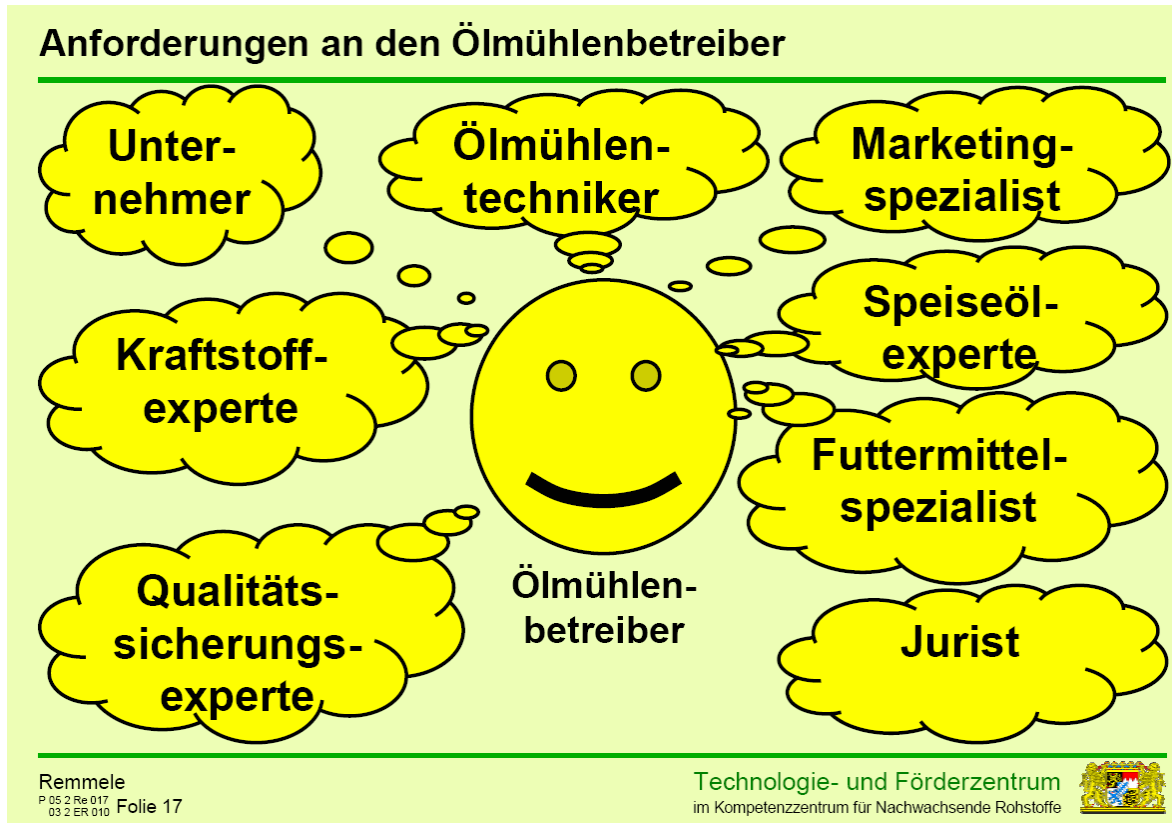 Anforderungen an den Ölmühlenbetreiber
Unter-
nehmer
Ölmühlen-
techniker
Marketing-
spezialist
Kraftstoff-
experte
Speiseöl-
experte
Futtermittel-
spezialist
Qualitäts-
sicherungs-
experte
Ölmühlen-
betreiber
Jurist
Remmele
P 05 2 Re 017
03 2 ER 010 Folie 17
Technologie- und Förderzentrum
im Kompetenzzentrum für Nachwachsende Rohstoffe